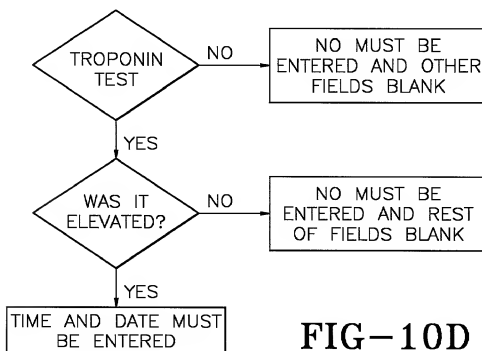 TROPONIN
TEST
NO
NO MUST BE
ENTERED AND OTHER
FIELDS BLANK
YES
WAS IT
ELEVATED?
NO
NO MUST BE
ENTERED AND REST
OF FIELDS BLANK
YES
TIME AND DATE MUST
BE ENTERED
FIG-10D